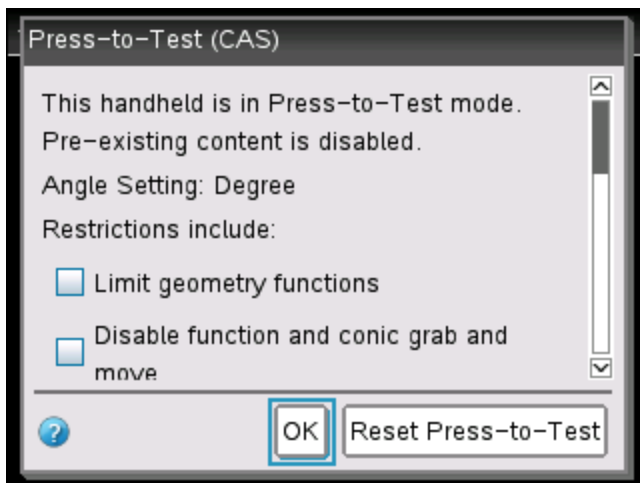 Press-to-Test (CAS)
This handheld is in Press-to-Test mode.
Pre-existing content is disabled.
Angle Setting: Degree
Restrictions include:
Limit geometry functions
Disable function and conic grab and
move
?
OK
Reset Press-to-Test